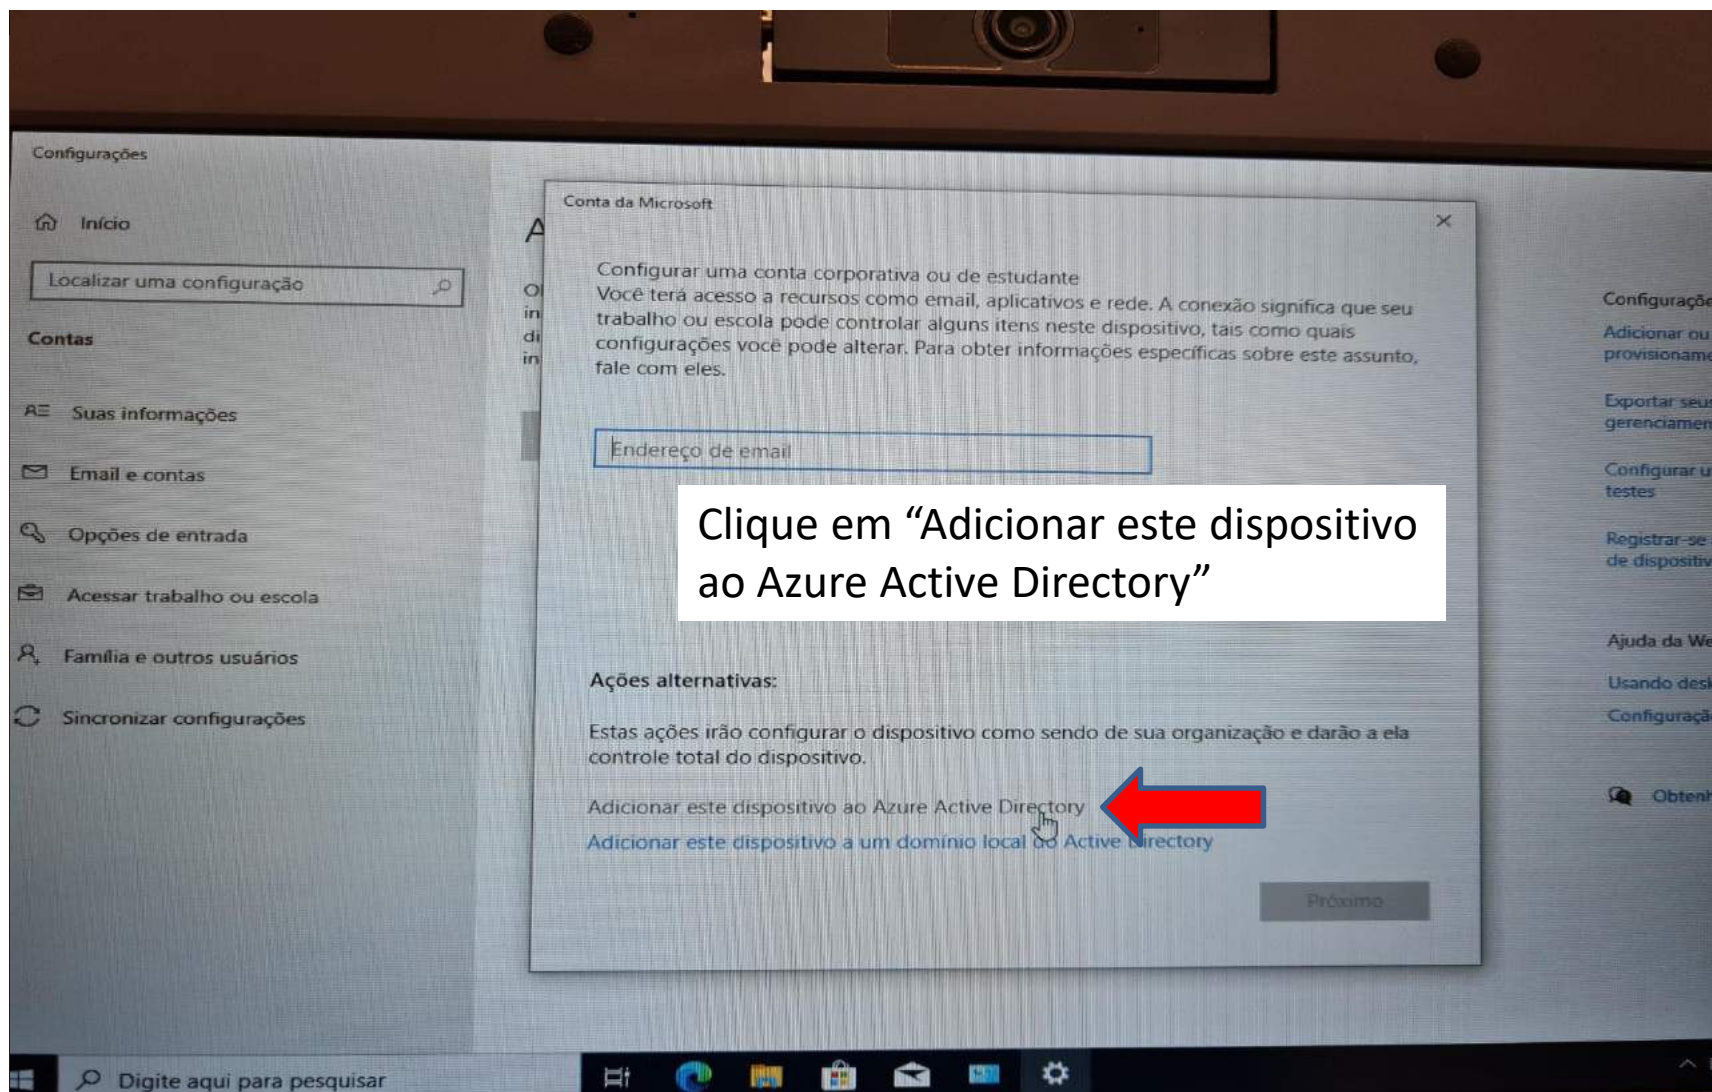 Configurações
Início
Localizar uma configuração
Contas
Suas informações
Email e contas
Opções de entrada
Acessar trabalho ou escola
Família e outros usuários
Sincronizar configurações
A
in
di
in
Conta da Microsoft
Configurar uma conta corporativa ou de estudante
Você terá acesso a recursos como email, aplicativos e rede. A conexão significa que seu
trabalho ou escola pode controlar alguns itens neste dispositivo, tais como quais
configurações você pode alterar. Para obter informações específicas sobre este assunto,
fale com eles.
Endereço de email
Clique em “Adicionar este dispositivo
ao Azure Active Directory”
Ações alternativas:
Estas ações irão configurar o dispositivo como sendo de sua organização e darão a ela
controle total do dispositivo.
Adicionar este dispositivo ao Azure Active Directory
Adicionar este dispositivo a um domínio local do Active Directory
Próximo
Configuraçõe
Adicionar ou
provisioname
Exportar seus
gerenciamen
Configurar u
testes
Registrar-se
de dispositiv
Ajuda da We
Usando desk
Configuraçã
Obtenh
Digite aqui para pesquisar